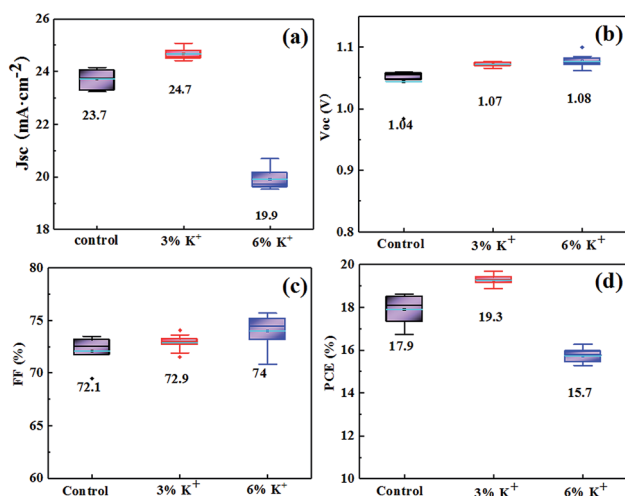 (a)
26
24
22
20
18
Jsc (mA·cm⁻²)
23.7
24.7
19.9
control
3% K⁺
6% K⁺
(b)
1.1
1.0
0.9
0.8
Voc (V)
1.04
1.07
1.08
control
3% K⁺
6% K⁺
(c)
80
75
70
65
60
FF (%)
72.1
72.9
74
Control
3% K⁺
6% K⁺
(d)
20
18
16
14
12
10
PCE (%)
17.9
19.3
15.7
Control
3% K⁺
6% K⁺